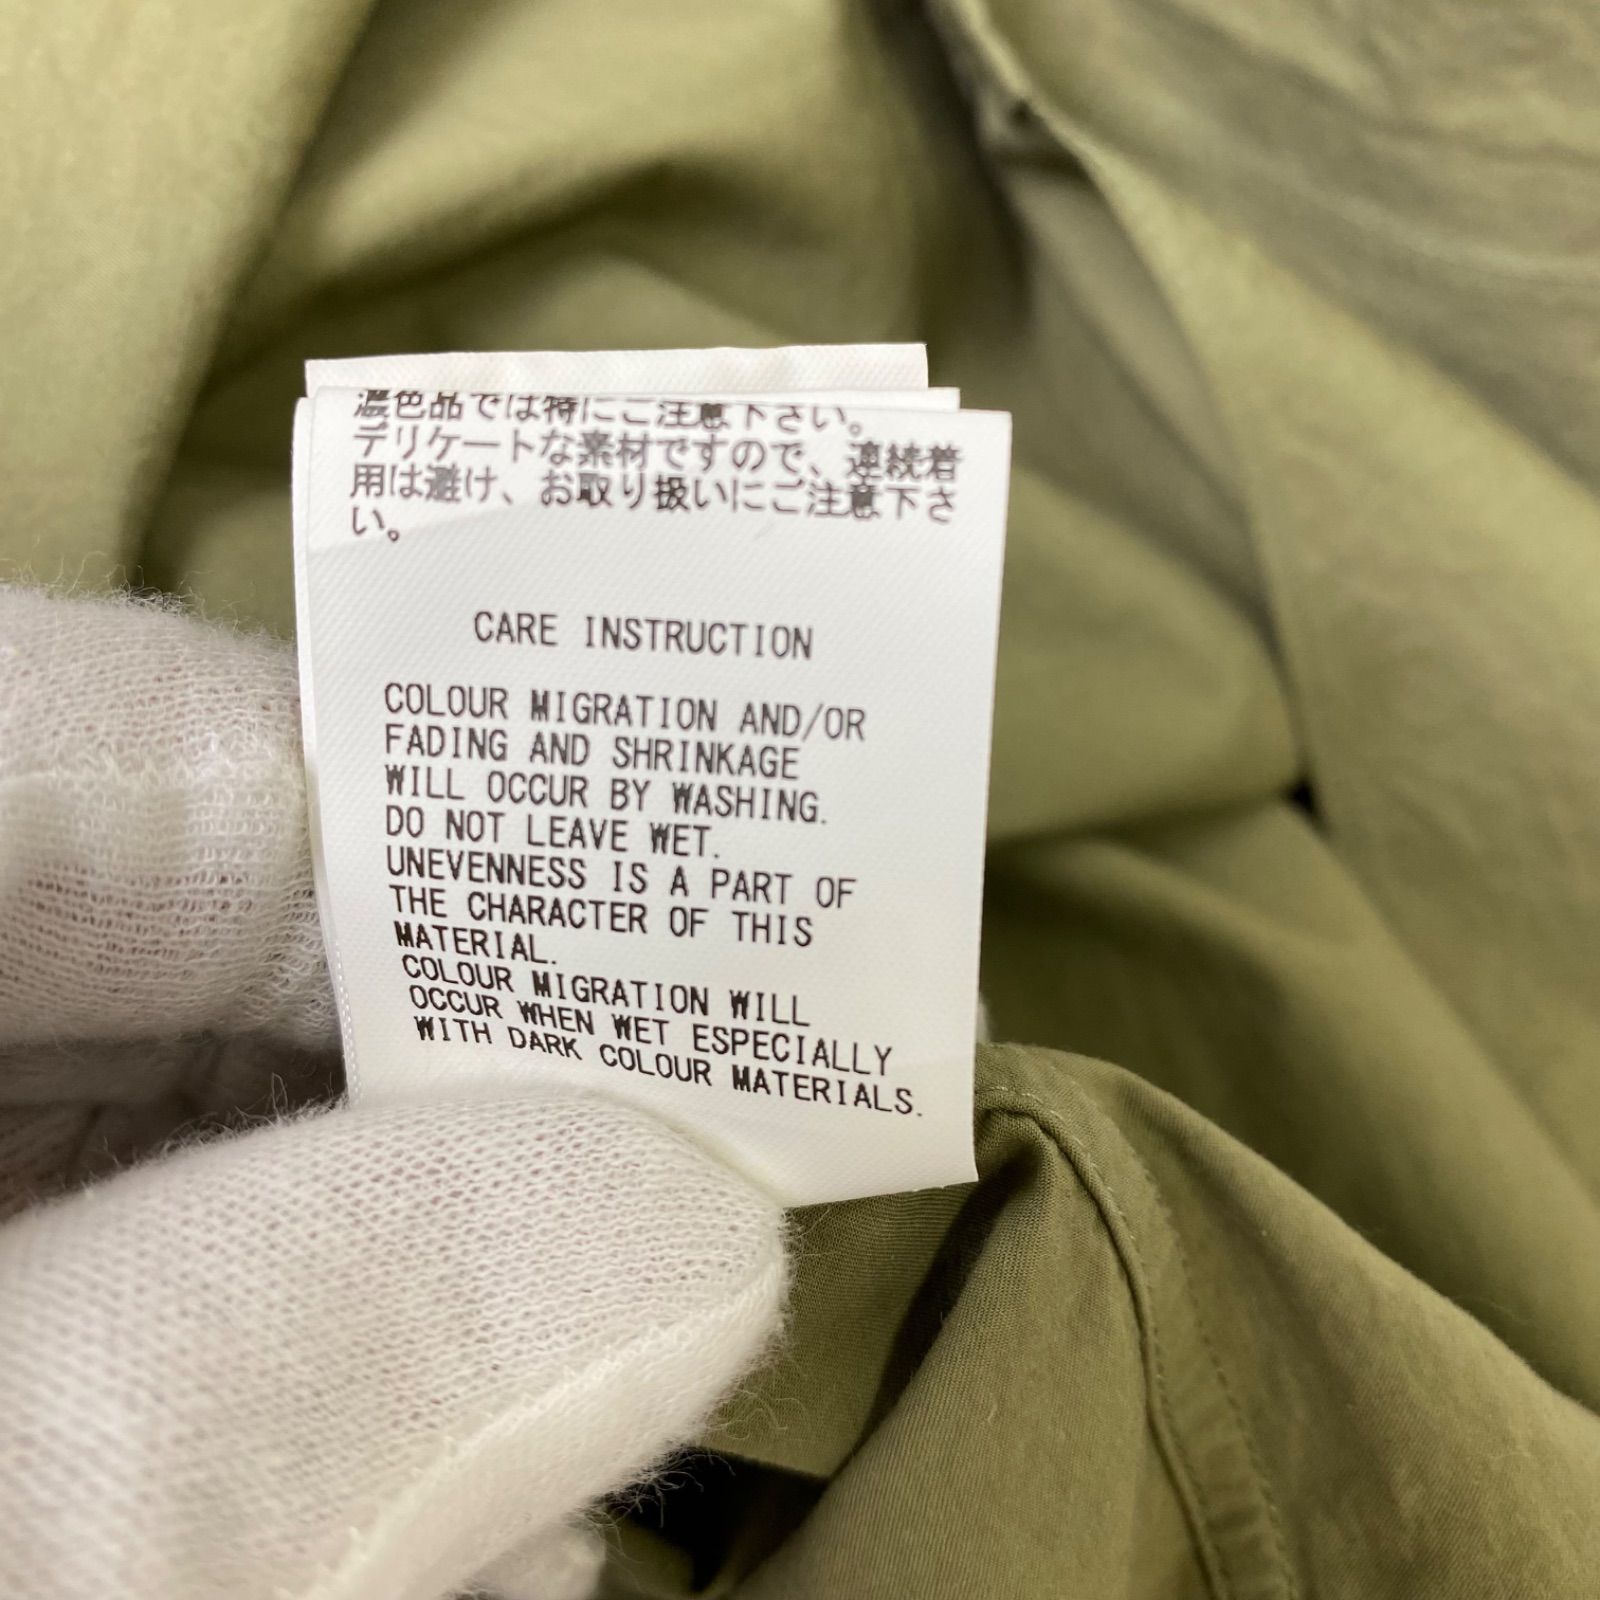 濃色品では特にご注意下さい。
デリケートな素材ですので、連続着
用は避け、お取り扱いにご注意下さ
い。
CARE INSTRUCTION
COLOUR MIGRATION AND/OR
FADING AND SHRINKAGE
WILL OCCUR BY WASHING.
DO NOT LEAVE WET.
UNEVENNESS IS A PART OF
THE CHARACTER OF THIS
MATERIAL.
COLOUR MIGRATION WILL
OCCUR WHEN WET ESPECIALLY
WITH DARK COLOUR MATERIALS.